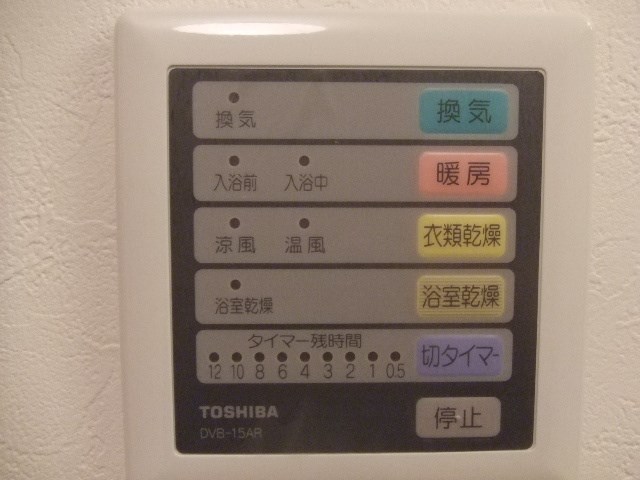 換気 換気
入浴前 入浴中 暖房
涼風 温風 衣類乾燥
浴室乾燥 浴室乾燥
タイマー残時間
12 10 8 6 4 3 2 1 0.5 切タイマー
TOSHIBA 停止
DVB-15AR